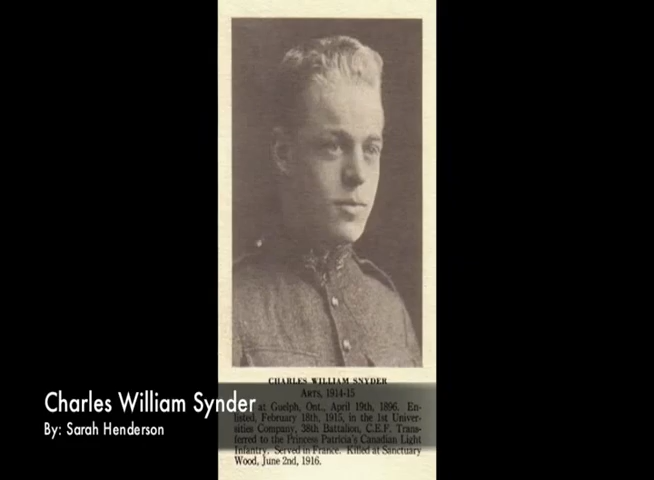 CHARLES WILLIAM SNYDER
ARTS, 1914-15
at Guelph, Ont., April 19th, 1896. En-
listed, February 18th, 1915, in the 1st Univer-
sities Company, 38th Battalion, C.E.F. Trans-
ferred to the Princess Patricia's Canadian Light
Infantry. Served in France. Killed at Sanctuary
Wood, June 2nd, 1916.
Charles William Synder
By: Sarah Henderson